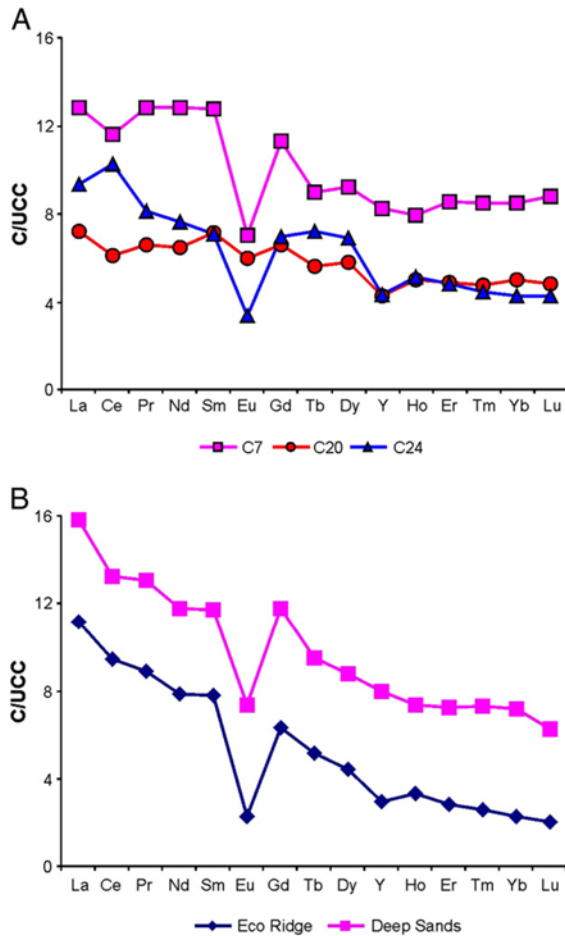 A
16
12
8
4
0
C/UCC
La Ce Pr Nd Sm Eu Gd Tb Dy Y Ho Er Tm Yb Lu
C7 C20 C24
B
16
12
8
4
0
C/UCC
La Ce Pr Nd Sm Eu Gd Tb Dy Y Ho Er Tm Yb Lu
Eco Ridge Deep Sands